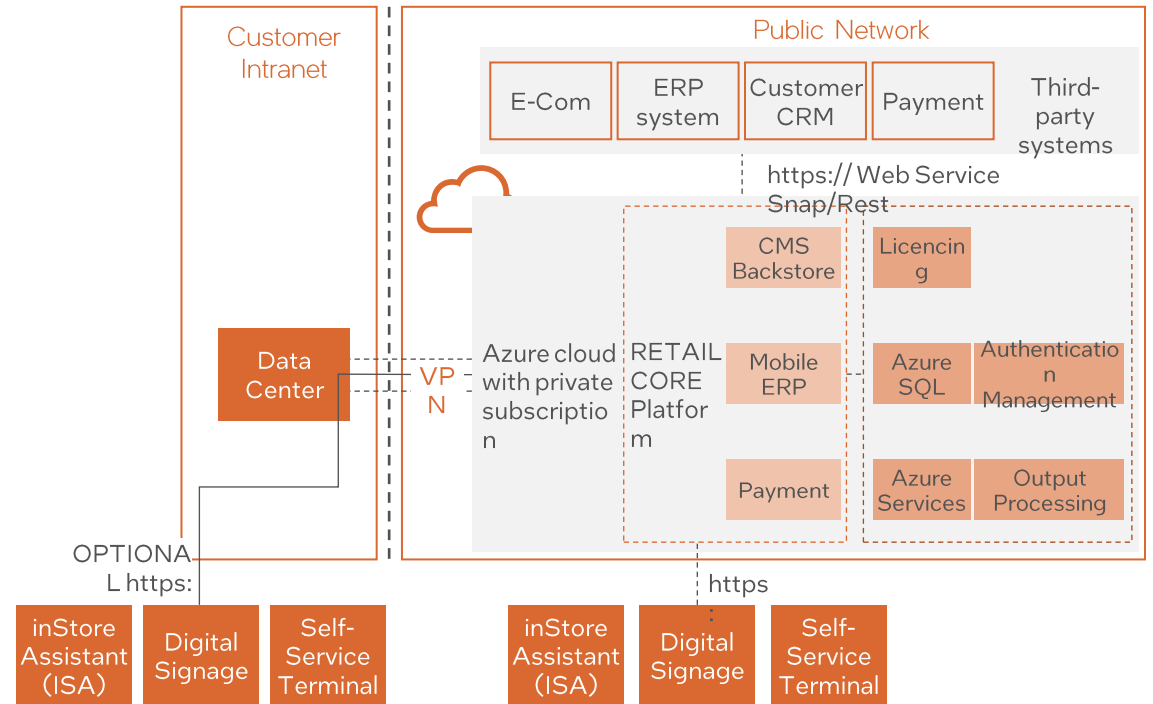 Customer
Intranet
Public Network
E-Com
ERP
system
Customer
CRM
Payment
Third-
party
systems
https:// Web Service
Snap/Rest
CMS
Backstore
Licencin
g
Data
Center
VP
N
Azure cloud
with private
subscriptio
n
RETAIL
CORE
Platfor
m
Mobile
ERP
Azure
SQL
Authenticatio
n
Management
Payment
Azure
Services
Output
Processing
OPTIONA
L https:
https
:
inStore
Assistant
(ISA)
Digital
Signage
Self-
Service
Terminal
inStore
Assistant
(ISA)
Digital
Signage
Self-
Service
Terminal